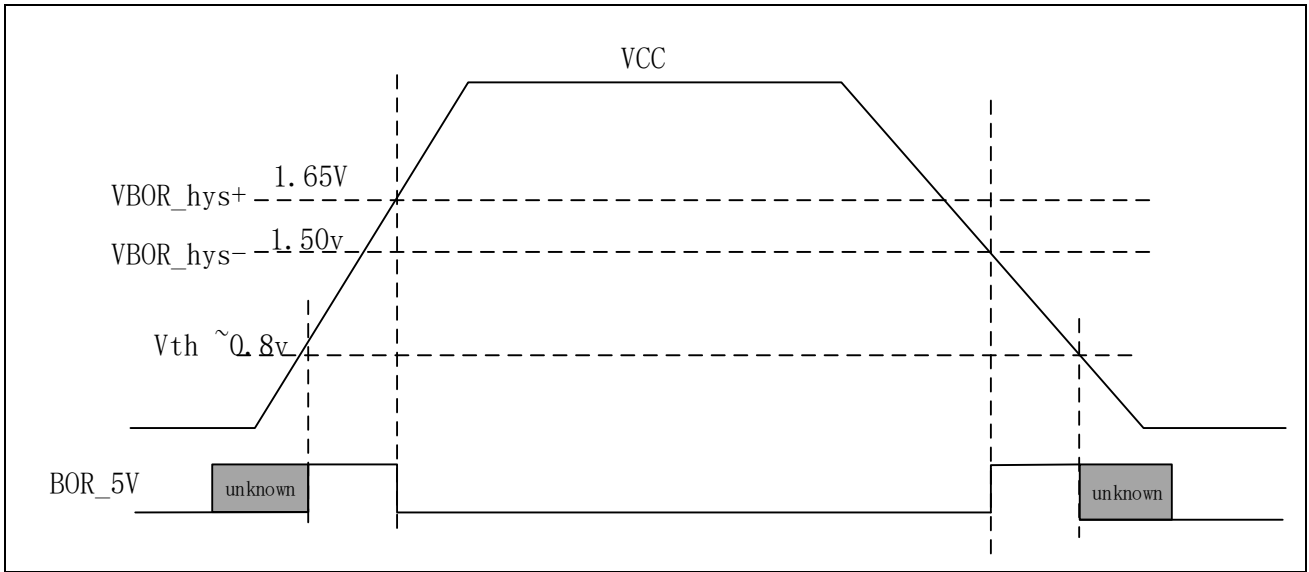 VCC
1.65V
VBOR_hys+
1.50v
VBOR_hys-
Vth ~0.8v
BOR_5V
unknown
unknown